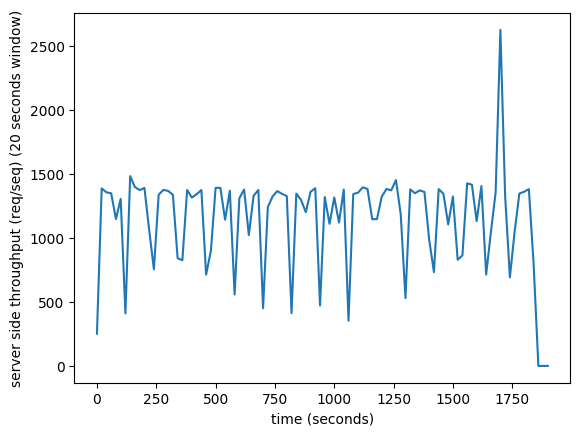 server side throughput (req/seq) (20 seconds window)
2500
2000
1500
1000
500
0
0 250 500 750 1000 1250 1500 1750
time (seconds)